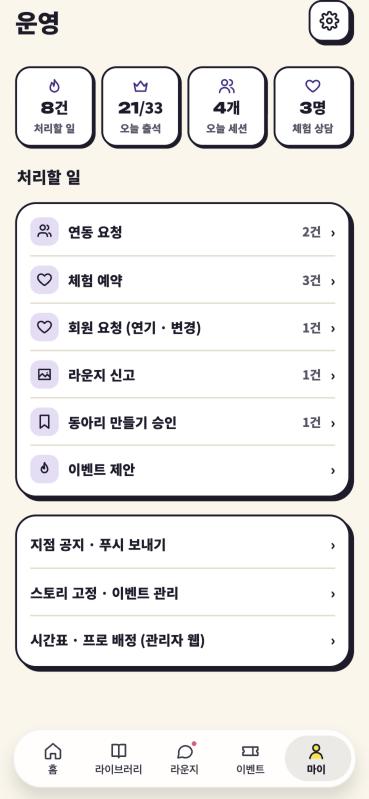 운영
8건
처리할 일
21/33
오늘 출석
4개
오늘 세션
3명
체험 상담
처리할 일
연동 요청 2건 ›
체험 예약 3건 ›
회원 요청 (연기 · 변경) 1건 ›
라운지 신고 1건 ›
동아리 만들기 승인 1건 ›
이벤트 제안 ›
지점 공지 · 푸시 보내기 ›
스토리 고정 · 이벤트 관리 ›
시간표 · 프로 배정 (관리자 웹) ›
홈
라이브러리
라운지
이벤트
마이